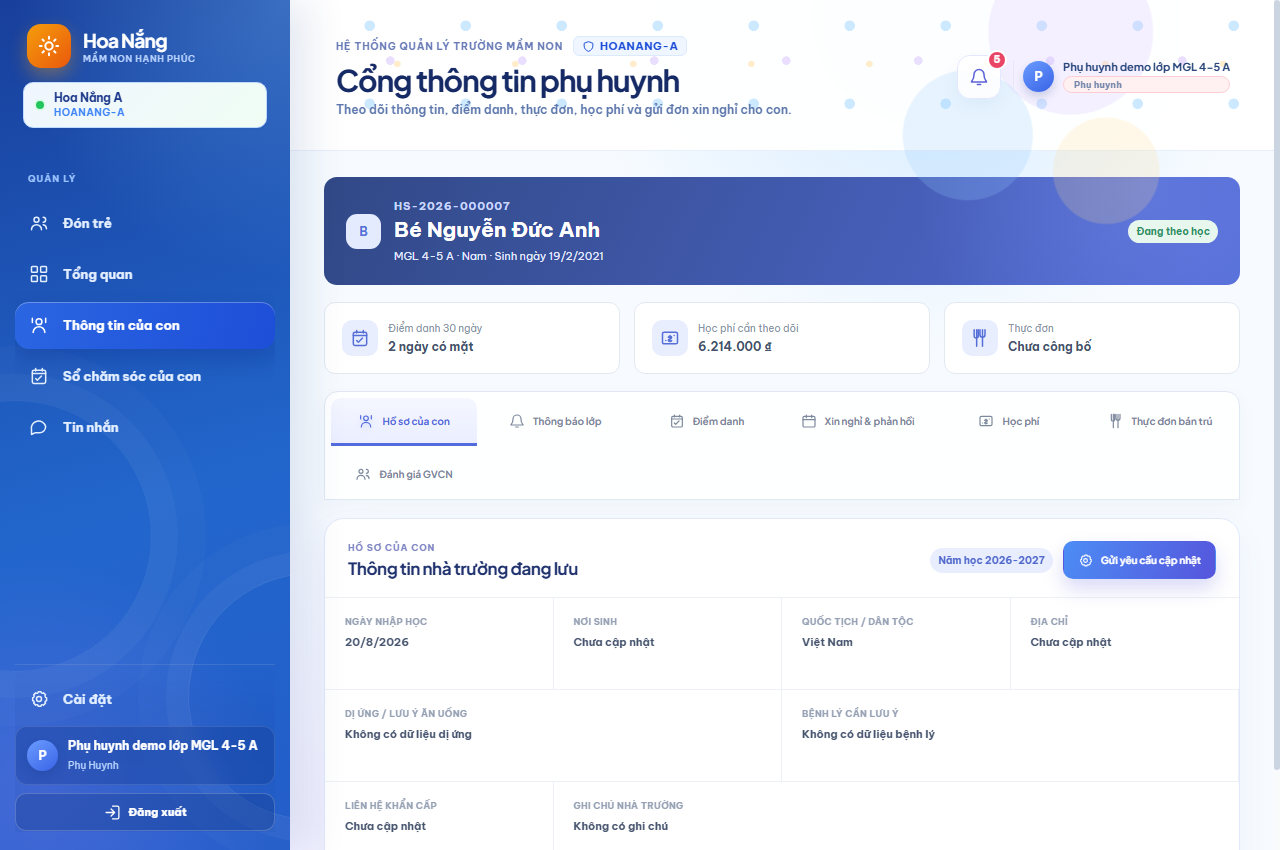 Hoa Nắng
MẦM NON HẠNH PHÚC
Hoa Nắng A
HOANANG-A
QUẢN LÝ
Đón trẻ
Tổng quan
Thông tin của con
Sổ chăm sóc của con
Tin nhắn
Cài đặt
P
Phụ huynh demo lớp MGL 4-5 A
Phụ Huynh
Đăng xuất
HỆ THỐNG QUẢN LÝ TRƯỜNG MẦM NON
HOANANG-A
Cổng thông tin phụ huynh
Theo dõi thông tin, điểm danh, thực đơn, học phí và gửi đơn xin nghỉ cho con.
5
P
Phụ huynh demo lớp MGL 4-5 A
Phụ huynh
B
HS-2026-000007
Bé Nguyễn Đức Anh
MGL 4-5 A · Nam · Sinh ngày 19/2/2021
Đang theo học
Điểm danh 30 ngày
2 ngày có mặt
Học phí cần theo dõi
6.214.000 ₫
Thực đơn
Chưa công bố
Hồ sơ của con
Thông báo lớp
Điểm danh
Xin nghỉ & phản hồi
Học phí
Thực đơn bán trú
Đánh giá GVCN
HỒ SƠ CỦA CON
Thông tin nhà trường đang lưu
Năm học 2026-2027
Gửi yêu cầu cập nhật
NGÀY NHẬP HỌC
20/8/2026
NƠI SINH
Chưa cập nhật
QUỐC TỊCH / DÂN TỘC
Việt Nam
ĐỊA CHỈ
Chưa cập nhật
DỊ ỨNG / LƯU Ý ĂN UỐNG
Không có dữ liệu dị ứng
BỆNH LÝ CẦN LƯU Ý
Không có dữ liệu bệnh lý
LIÊN HỆ KHẨN CẤP
Chưa cập nhật
GHI CHÚ NHÀ TRƯỜNG
Không có ghi chú